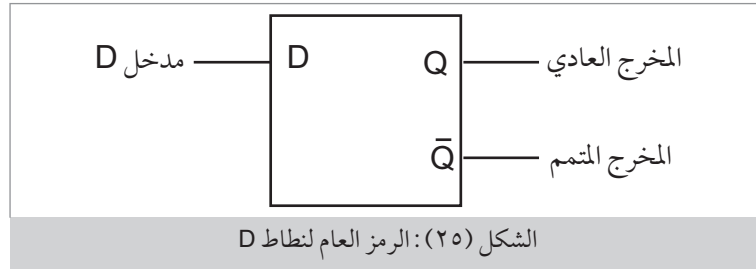 المخرج العادي Q D مدخل D
المخرج المتمم Q̄
الشكل (٢٥): الرمز العام لنطاط D